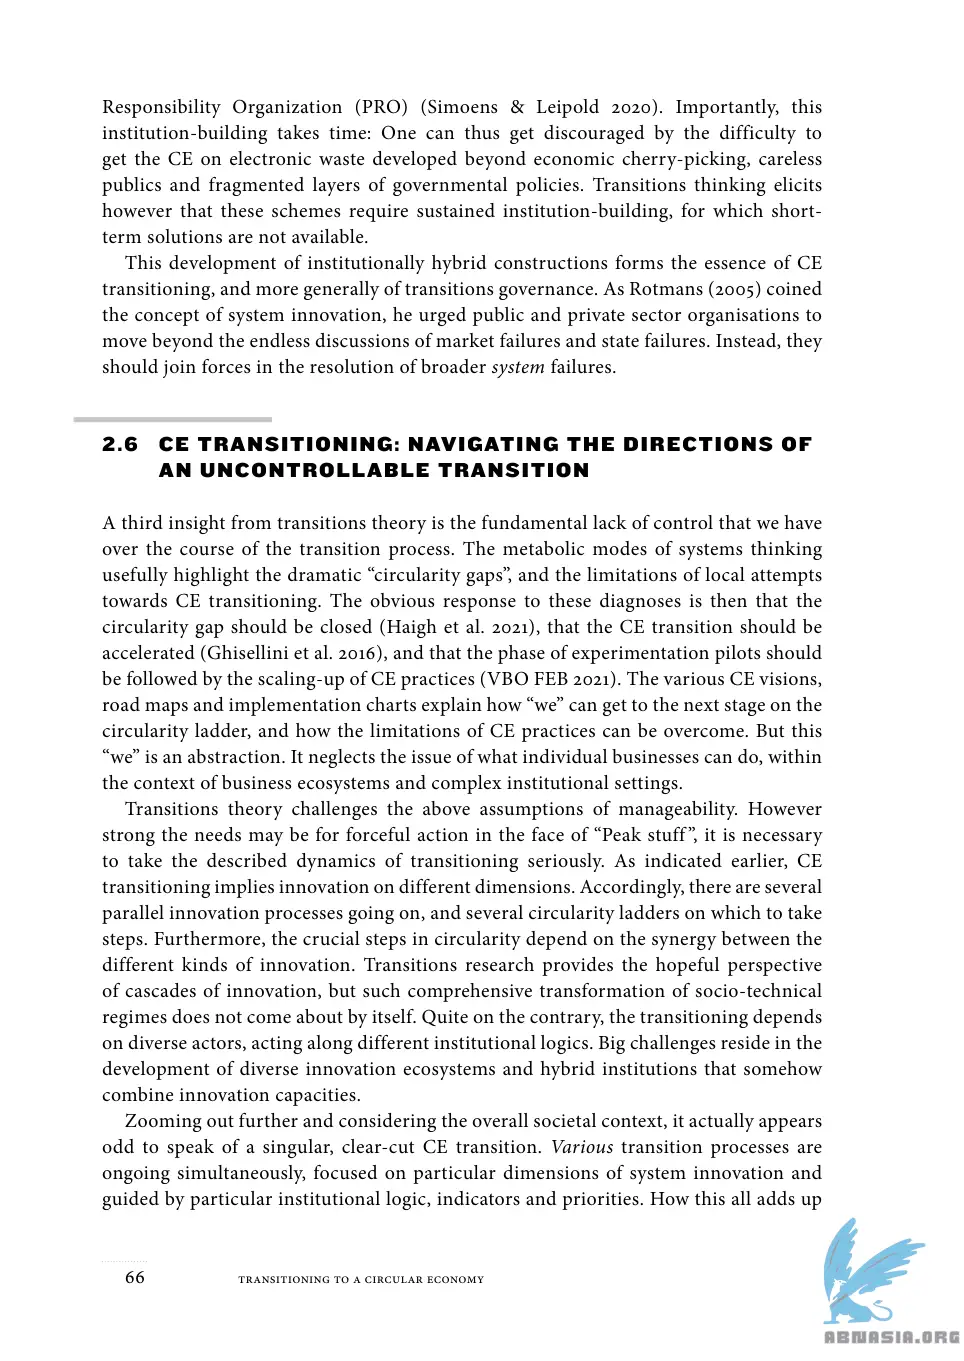 Responsibility Organization (PRO) (Simoens & Leipold 2020). Importantly, this
institution-building takes time: One can thus get discouraged by the difficulty to
get the CE on electronic waste developed beyond economic cherry-picking, careless
publics and fragmented layers of governmental policies. Transitions thinking elicits
however that these schemes require sustained institution-building, for which short-
term solutions are not available.
This development of institutionally hybrid constructions forms the essence of CE
transitioning, and more generally of transitions governance. As Rotmans (2005) coined
the concept of system innovation, he urged public and private sector organisations to
move beyond the endless discussions of market failures and state failures. Instead, they
should join forces in the resolution of broader system failures.
2.6 CE TRANSITIONING: NAVIGATING THE DIRECTIONS OF
AN UNCONTROLLABLE TRANSITION
A third insight from transitions theory is the fundamental lack of control that we have
over the course of the transition process. The metabolic modes of systems thinking
usefully highlight the dramatic “circularity gaps”, and the limitations of local attempts
towards CE transitioning. The obvious response to these diagnoses is then that the
circularity gap should be closed (Haigh et al. 2021), that the CE transition should be
accelerated (Ghisellini et al. 2016), and that the phase of experimentation pilots should
be followed by the scaling-up of CE practices (VBO FEB 2021). The various CE visions,
road maps and implementation charts explain how “we” can get to the next stage on the
circularity ladder, and how the limitations of CE practices can be overcome. But this
“we” is an abstraction. It neglects the issue of what individual businesses can do, within
the context of business ecosystems and complex institutional settings.
Transitions theory challenges the above assumptions of manageability. However
strong the needs may be for forceful action in the face of “Peak stuff”, it is necessary
to take the described dynamics of transitioning seriously. As indicated earlier, CE
transitioning implies innovation on different dimensions. Accordingly, there are several
parallel innovation processes going on, and several circularity ladders on which to take
steps. Furthermore, the crucial steps in circularity depend on the synergy between the
different kinds of innovation. Transitions research provides the hopeful perspective
of cascades of innovation, but such comprehensive transformation of socio-technical
regimes does not come about by itself. Quite on the contrary, the transitioning depends
on diverse actors, acting along different institutional logics. Big challenges reside in the
development of diverse innovation ecosystems and hybrid institutions that somehow
combine innovation capacities.
Zooming out further and considering the overall societal context, it actually appears
odd to speak of a singular, clear-cut CE transition. Various transition processes are
ongoing simultaneously, focused on particular dimensions of system innovation and
guided by particular institutional logic, indicators and priorities. How this all adds up
66 TRANSITIONING TO A CIRCULAR ECONOMY
ABNASIA.ORG